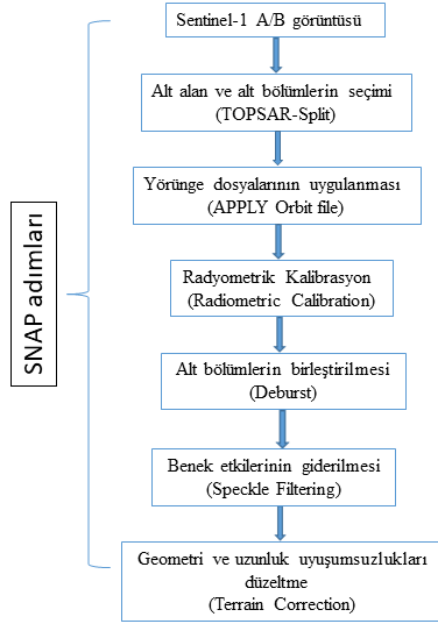 Sentinel-1 A/B görüntüsü
Alt alan ve alt bölümlerin seçimi
(TOPSAR-Split)
Yörünge dosyalarının uygulanması
(APPLY Orbit file)
SNAP adımları
Radyometrik Kalibrasyon
(Radiometric Calibration)
Alt bölümlerin birleştirilmesi
(Deburst)
Benek etkilerinin giderilmesi
(Speckle Filtering)
Geometri ve uzunluk uyuşumsuzlukları
düzeltme
(Terrain Correction)